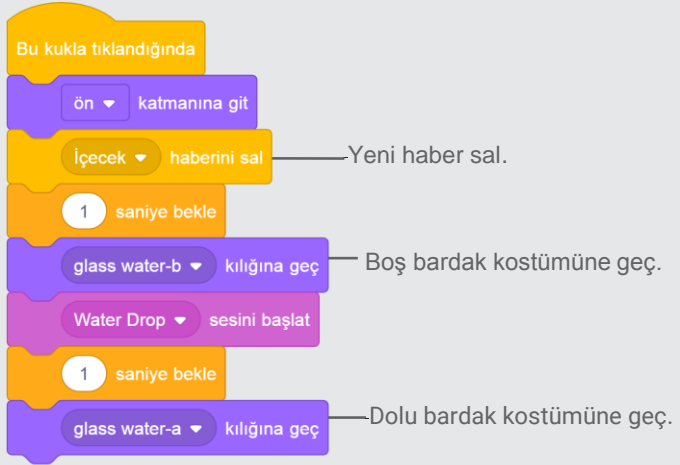 Bu kukla tıklandığında
ön katmanına git
İçecek haberini sal
Yeni haber sal.
1 saniye bekle
glass water-b kılığına geç
Boş bardak kostümüne geç.
Water Drop sesini başlat
1 saniye bekle
glass water-a kılığına geç
Dolu bardak kostümüne geç.